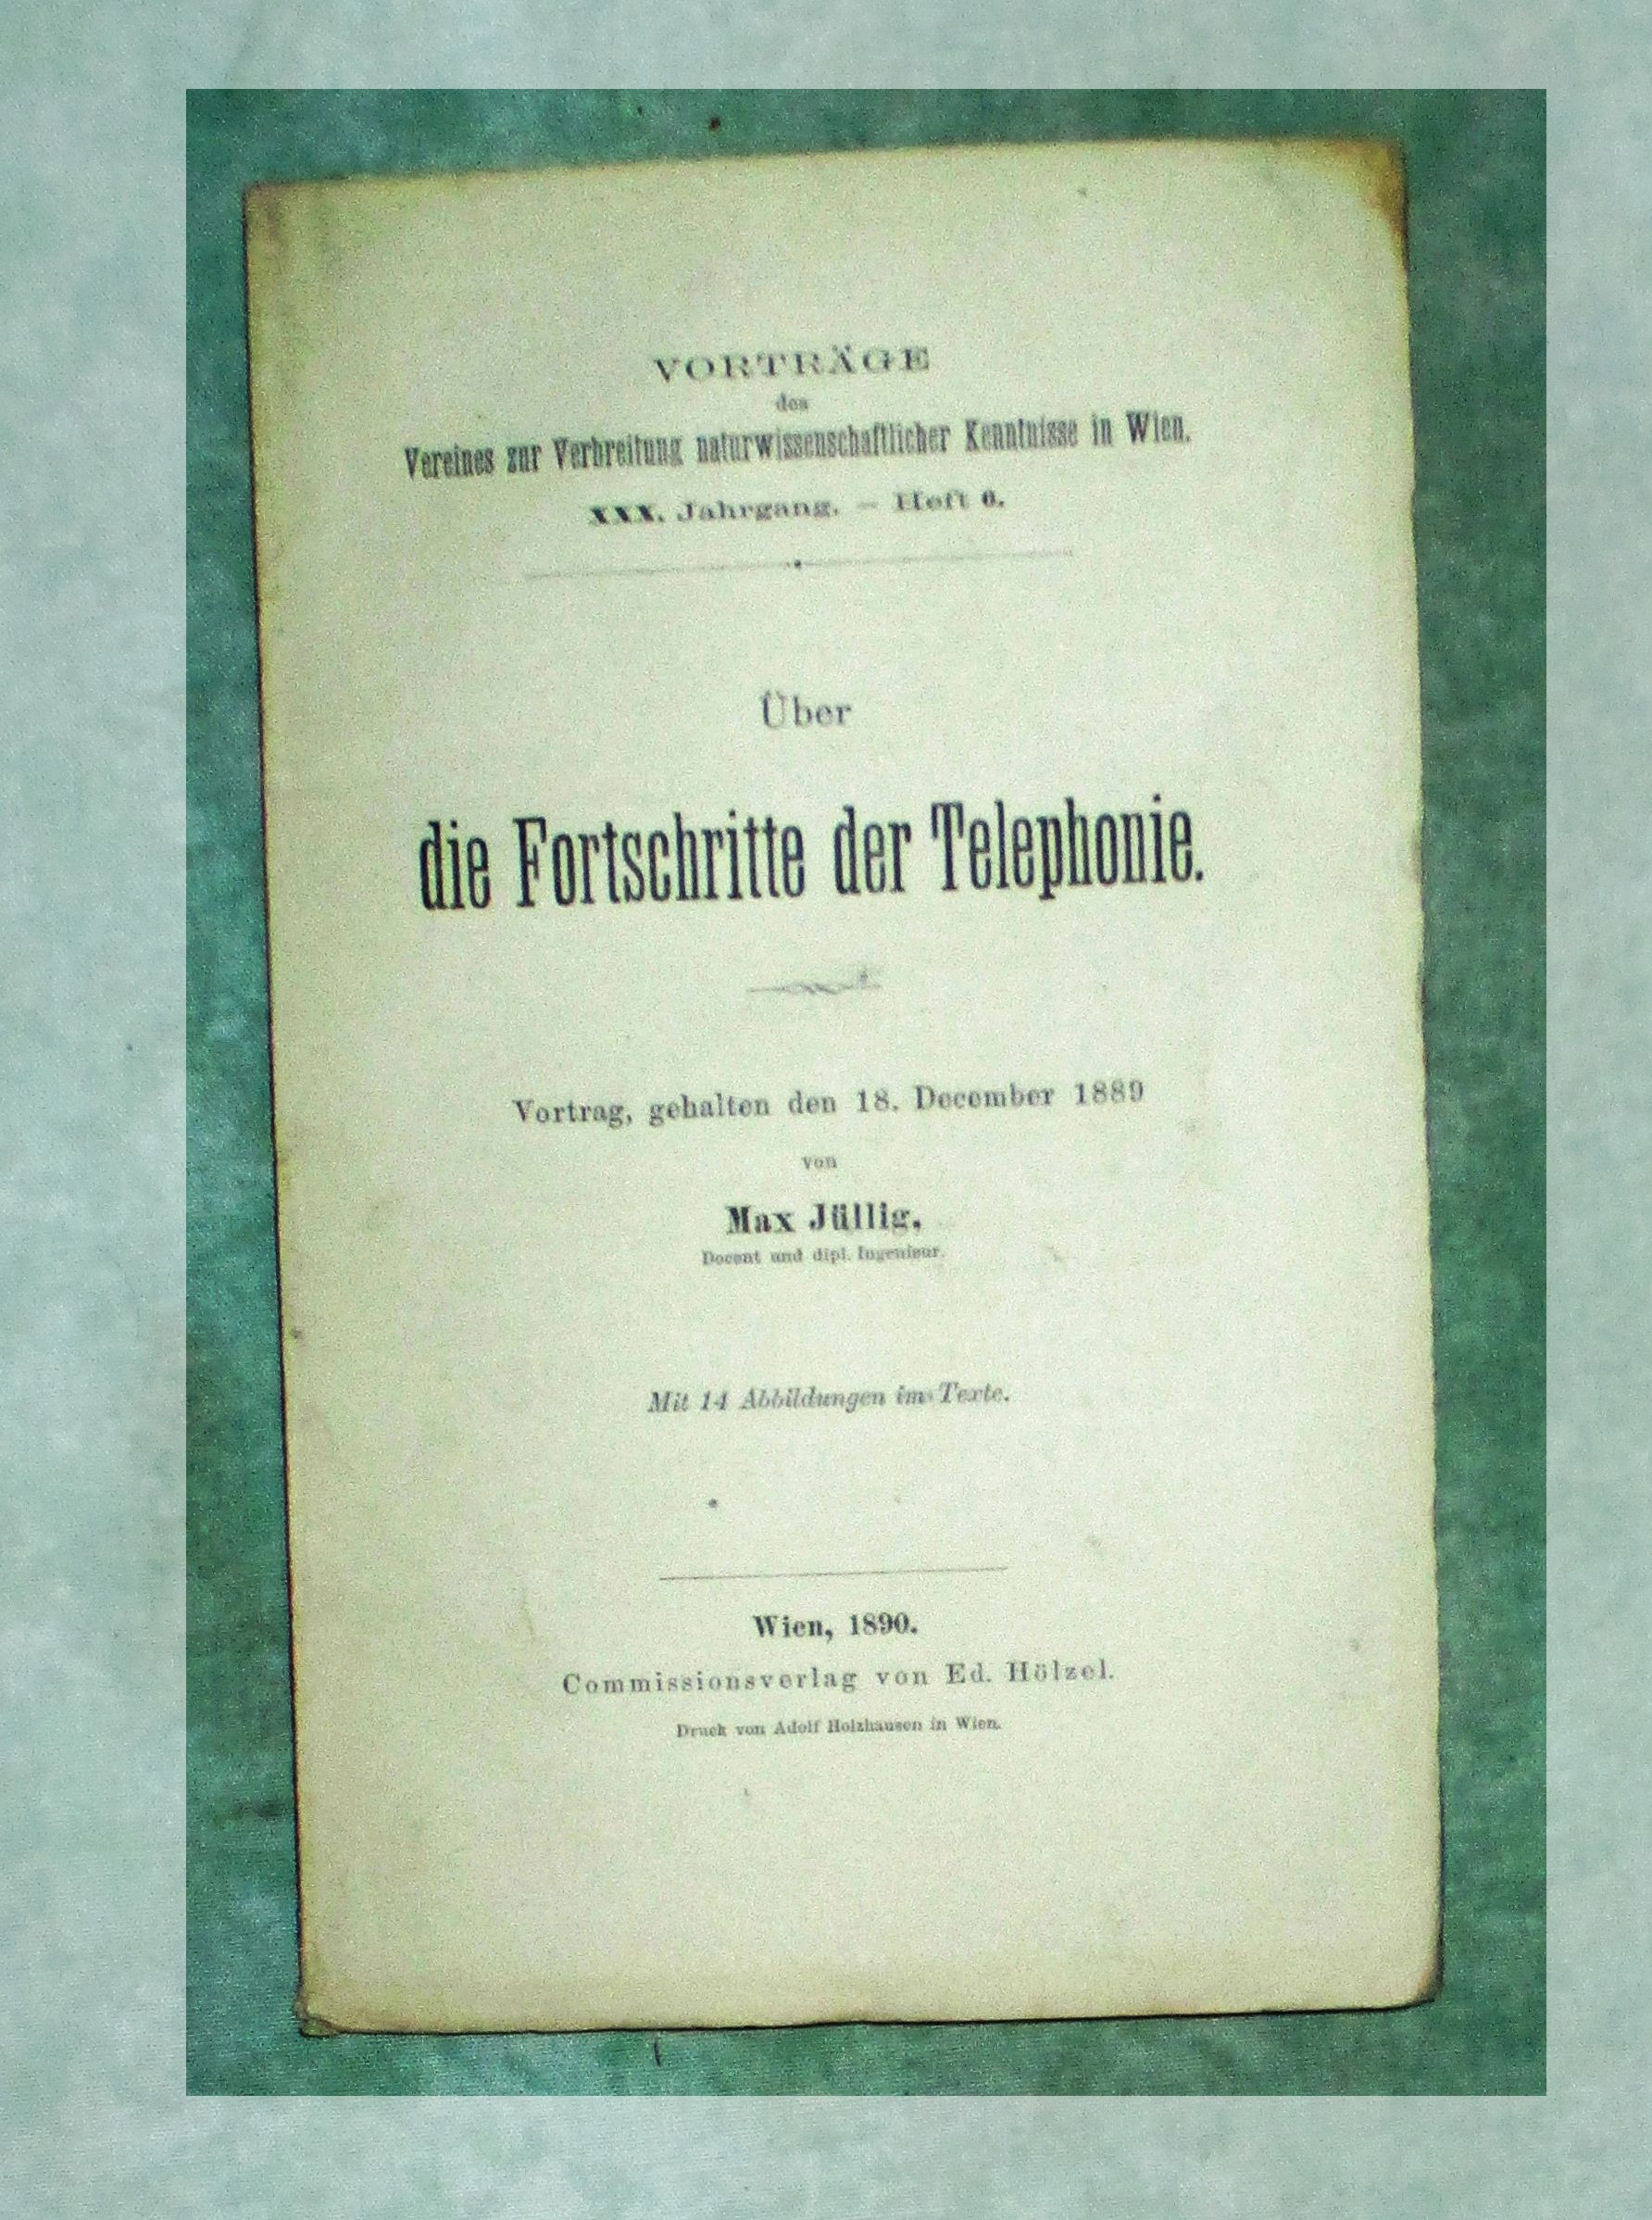 VORTRÄGE
des
Vereines zur Verbreitung naturwissenschaftlicher Kenntnisse in Wien.
XXX. Jahrgang. — Heft 6.
Über
die Fortschritte der Telephonie.
Vortrag, gehalten den 18. December 1889
von
Max Jüllig,
Docent und dipl. Ingenieur.
Mit 14 Abbildungen im Texte.
Wien, 1890.
Commissionsverlag von Ed. Hölzel.
Druck von Adolf Holzhausen in Wien.